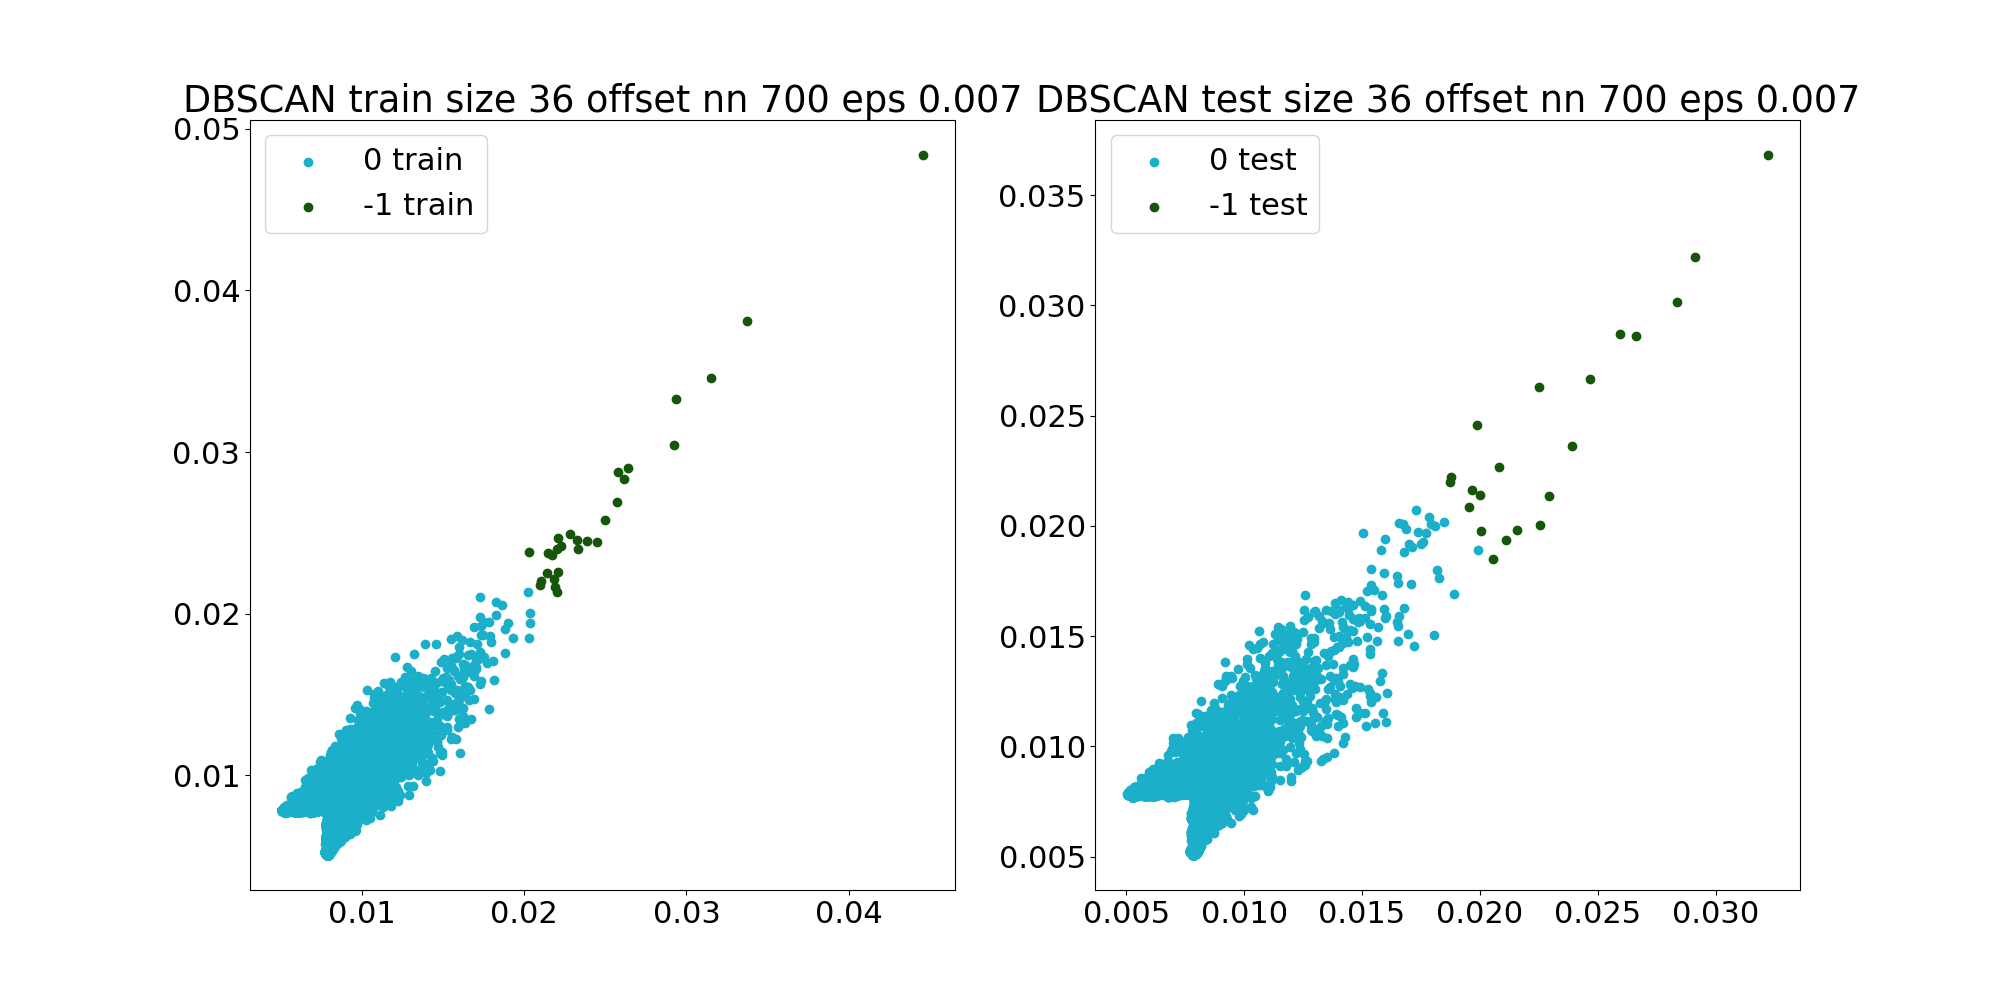 DBSCAN train size 36 offset nn 700 eps 0.007
0.05
0.04
0.03
0.02
0.01
0 train
-1 train
0.01 0.02 0.03 0.04
DBSCAN test size 36 offset nn 700 eps 0.007
0.035
0.030
0.025
0.020
0.015
0.010
0.005
0 test
-1 test
0.005 0.010 0.015 0.020 0.025 0.030